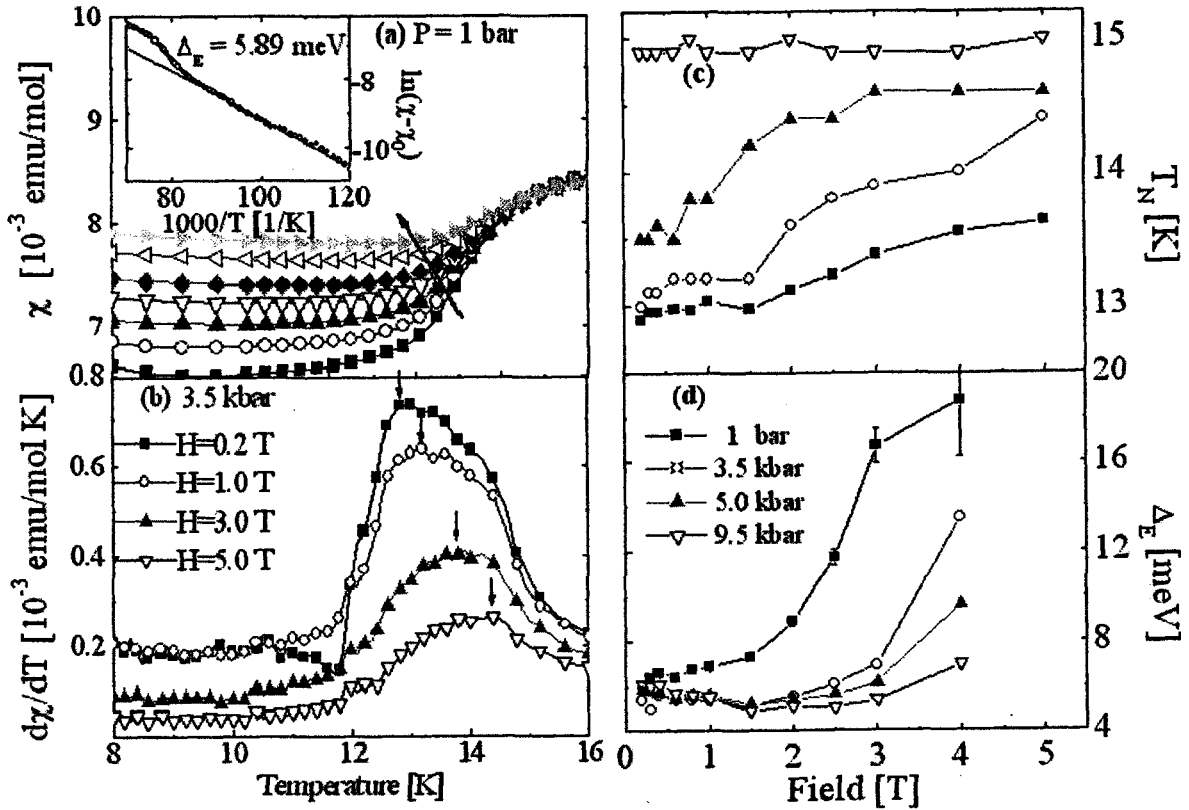 (a) P = 1 bar
Δ_E = 5.89 meV
ln(χ-χ₀)
-8
-10
80 100 120
1000/T [1/K]
χ [10⁻³ emu/mol]
10
9
8
7
(b) 3.5 kbar
H=0.2 T
H=1.0 T
H=3.0 T
H=5.0 T
dχ/dT [10⁻³ emu/mol K]
0.8
0.6
0.4
0.2
8 10 12 14 16
Temperature [K]
(c)
15
14
13
T_N [K]
(d)
1 bar
3.5 kbar
5.0 kbar
9.5 kbar
20
16
12
8
4
Δ_E [meV]
0 1 2 3 4 5
Field [T]